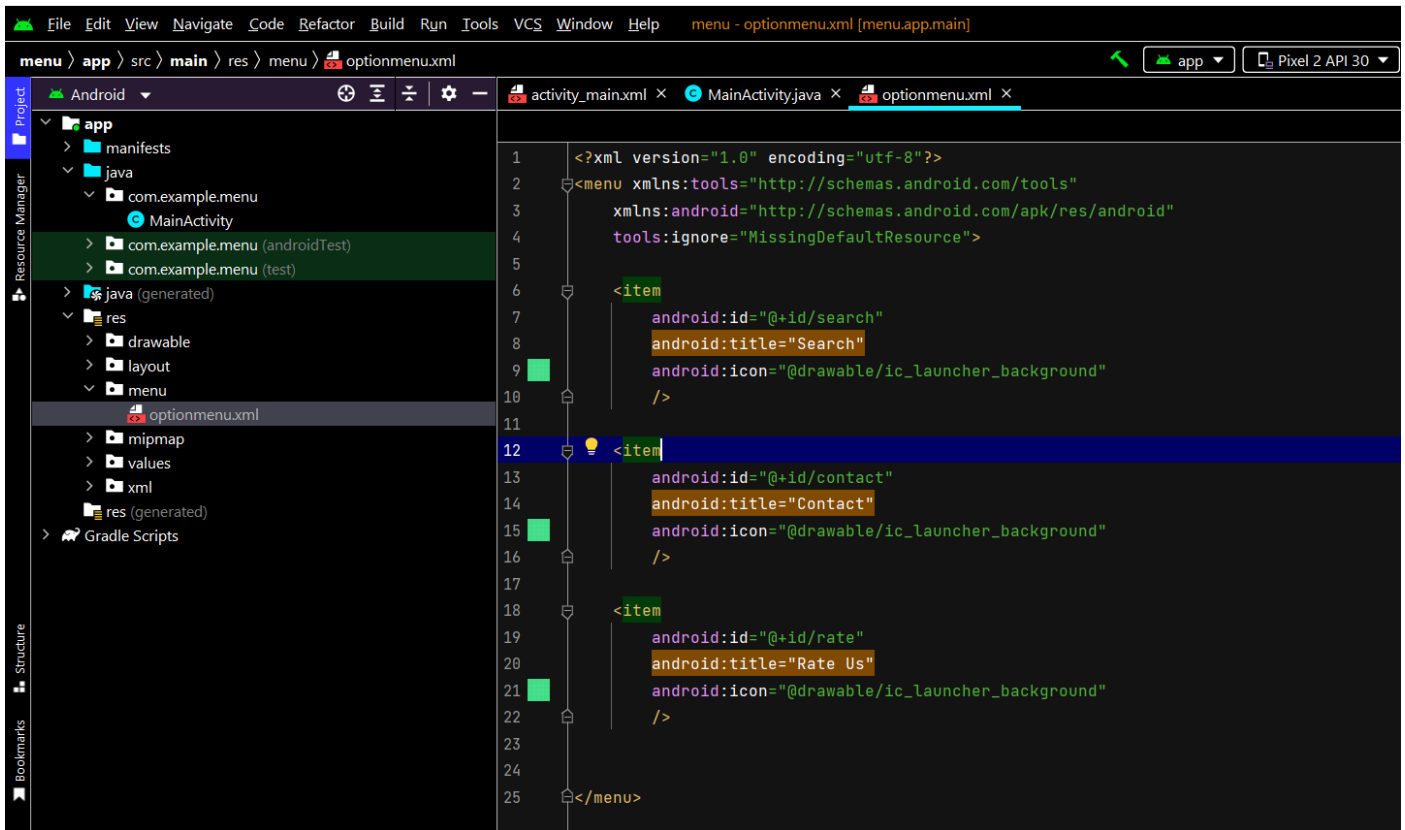 File Edit View Navigate Code Refactor Build Run Tools VCS Window Help menu - optionmenu.xml [menu.app.main]
menu 〉 app 〉 src 〉 main 〉 res 〉 menu 〉 optionmenu.xml app Pixel 2 API 30
Project
Resource Manager
Structure
Bookmarks
Android
app
manifests
java
com.example.menu
MainActivity
com.example.menu (androidTest)
com.example.menu (test)
java (generated)
res
drawable
layout
menu
optionmenu.xml
mipmap
values
xml
res (generated)
Gradle Scripts
activity_main.xml × MainActivity.java × optionmenu.xml ×
1 <?xml version="1.0" encoding="utf-8"?>
2 <menu xmlns:tools="http://schemas.android.com/tools"
3 xmlns:android="http://schemas.android.com/apk/res/android"
4 tools:ignore="MissingDefaultResource">
5
6 <item
7 android:id="@+id/search"
8 android:title="Search"
9 android:icon="@drawable/ic_launcher_background"
10 />
11
12 <item
13 android:id="@+id/contact"
14 android:title="Contact"
15 android:icon="@drawable/ic_launcher_background"
16 />
17
18 <item
19 android:id="@+id/rate"
20 android:title="Rate Us"
21 android:icon="@drawable/ic_launcher_background"
22 />
23
24
25 </menu>